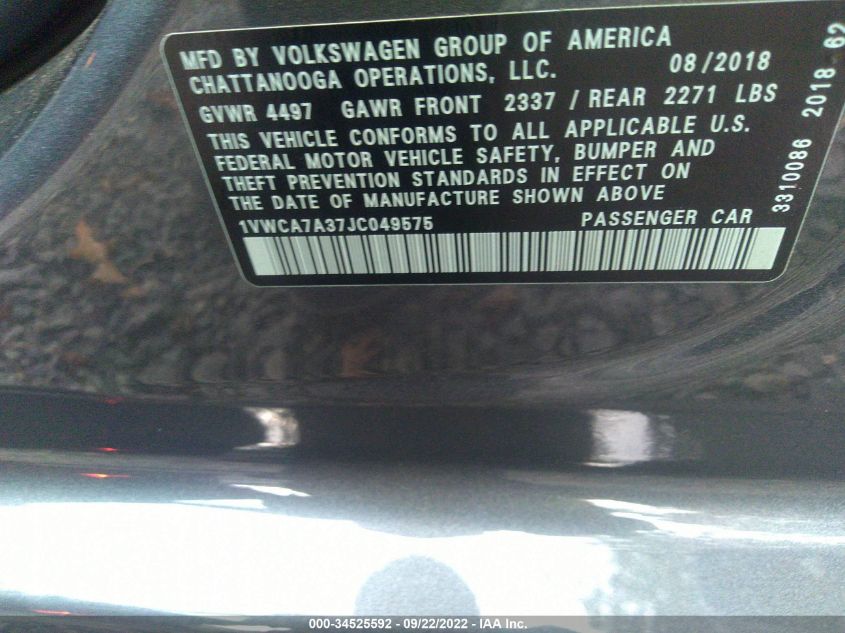 MFD BY VOLKSWAGEN GROUP OF AMERICA
CHATTANOOGA OPERATIONS, LLC. 08/2018
GVWR 4497 GAWR FRONT 2337 / REAR 2271 LBS
THIS VEHICLE CONFORMS TO ALL APPLICABLE U.S.
FEDERAL MOTOR VEHICLE SAFETY, BUMPER AND
THEFT PREVENTION STANDARDS IN EFFECT ON
THE DATE OF MANUFACTURE SHOWN ABOVE
1VWCA7A37JC049575 PASSENGER CAR
3310086 2018 62
000-34525592 - 09/22/2022 - IAA Inc.